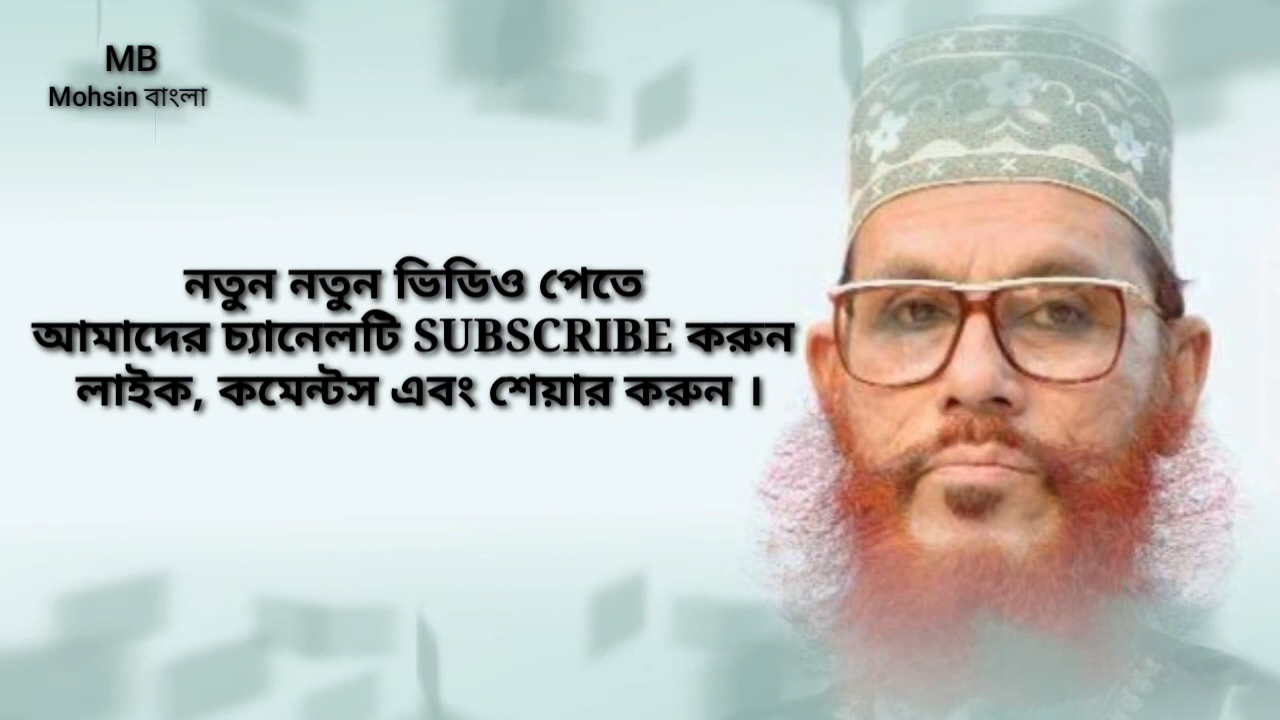 MB
Mohsin বাংলা
নতুন নতুন ভিডিও পেতে
আমাদের চ্যানেলটি SUBSCRIBE করুন
লাইক, কমেন্টস এবং শেয়ার করুন ।